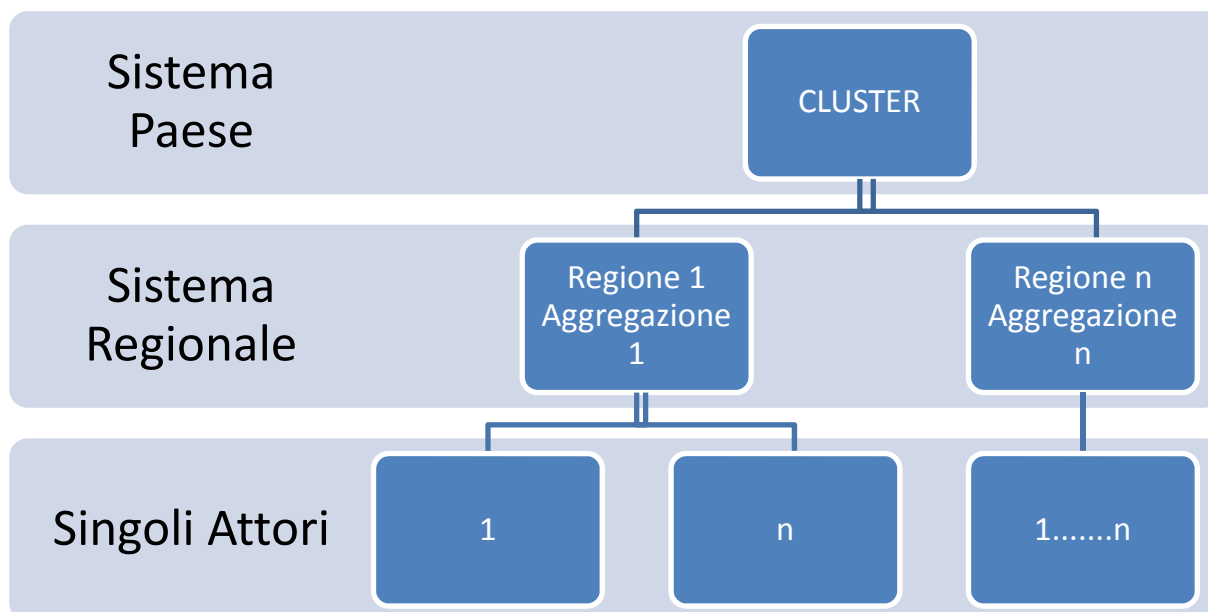 Sistema
Paese
CLUSTER
Sistema
Regionale
Regione 1
Aggregazione
1
Regione n
Aggregazione
n
Singoli Attori
1
n
1.......n